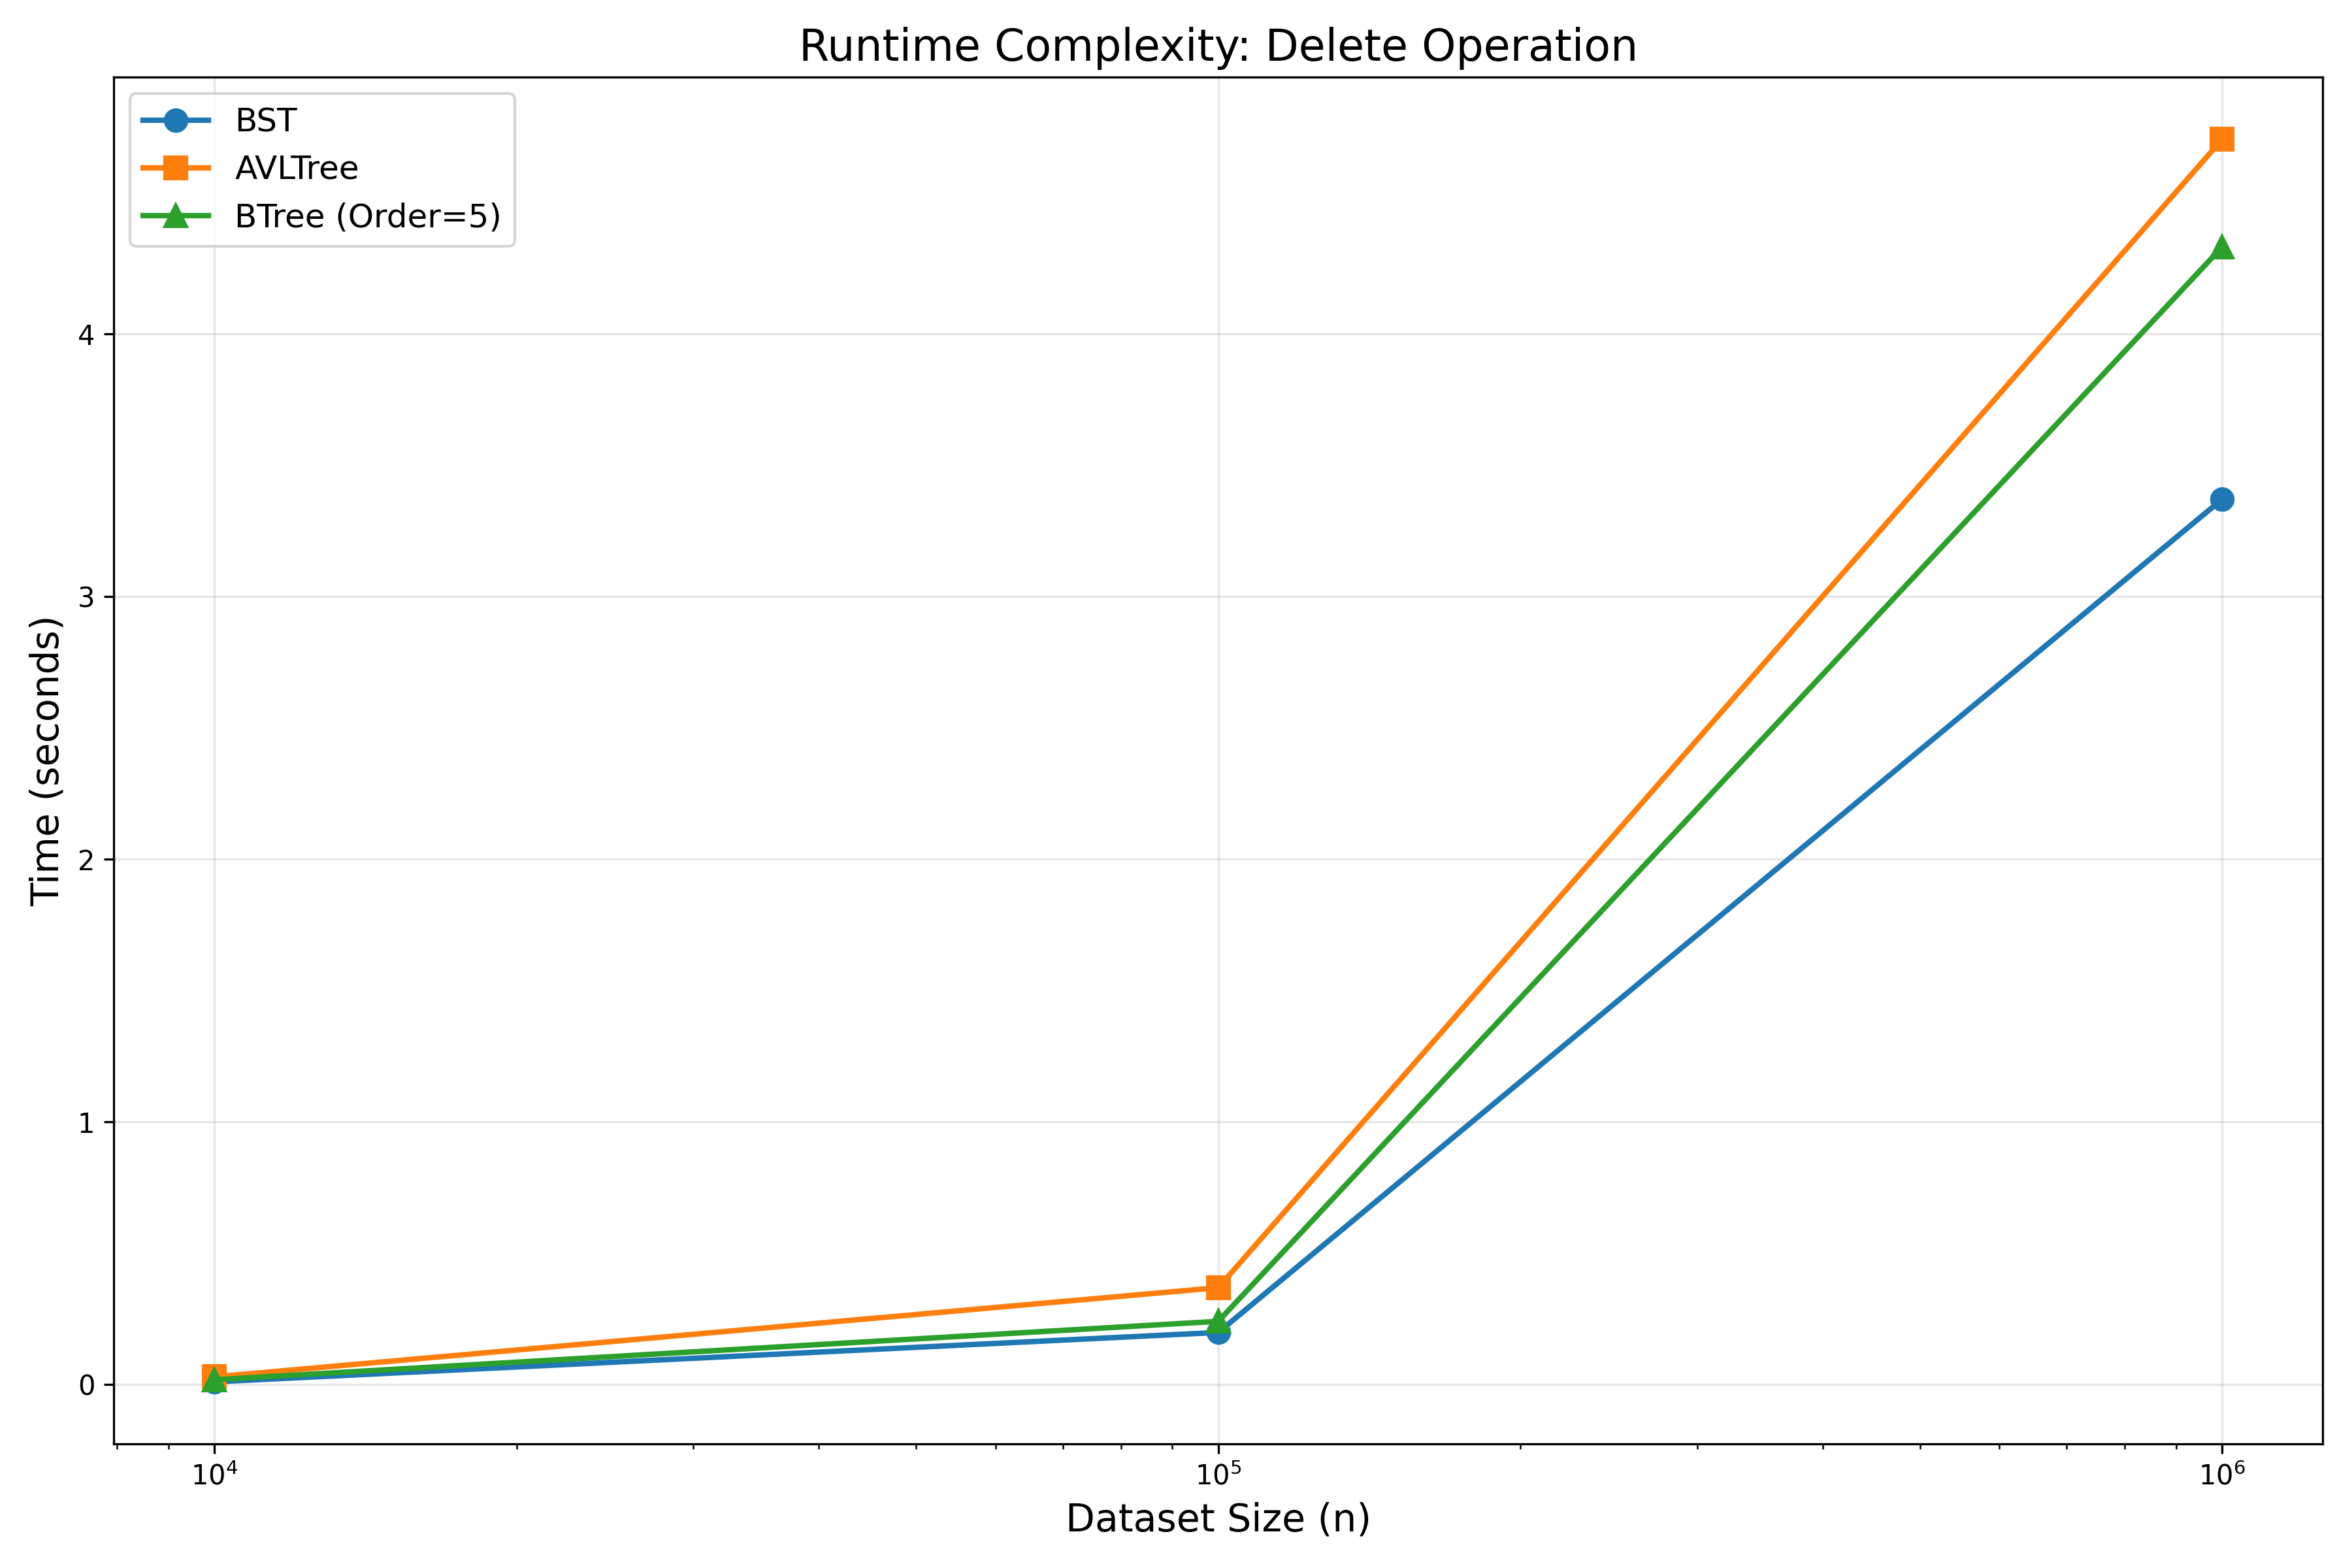 Runtime Complexity: Delete Operation
BST
AVLTree
BTree (Order=5)
4
3
2
1
0
Time (seconds)
10⁴
10⁵
10⁶
Dataset Size (n)